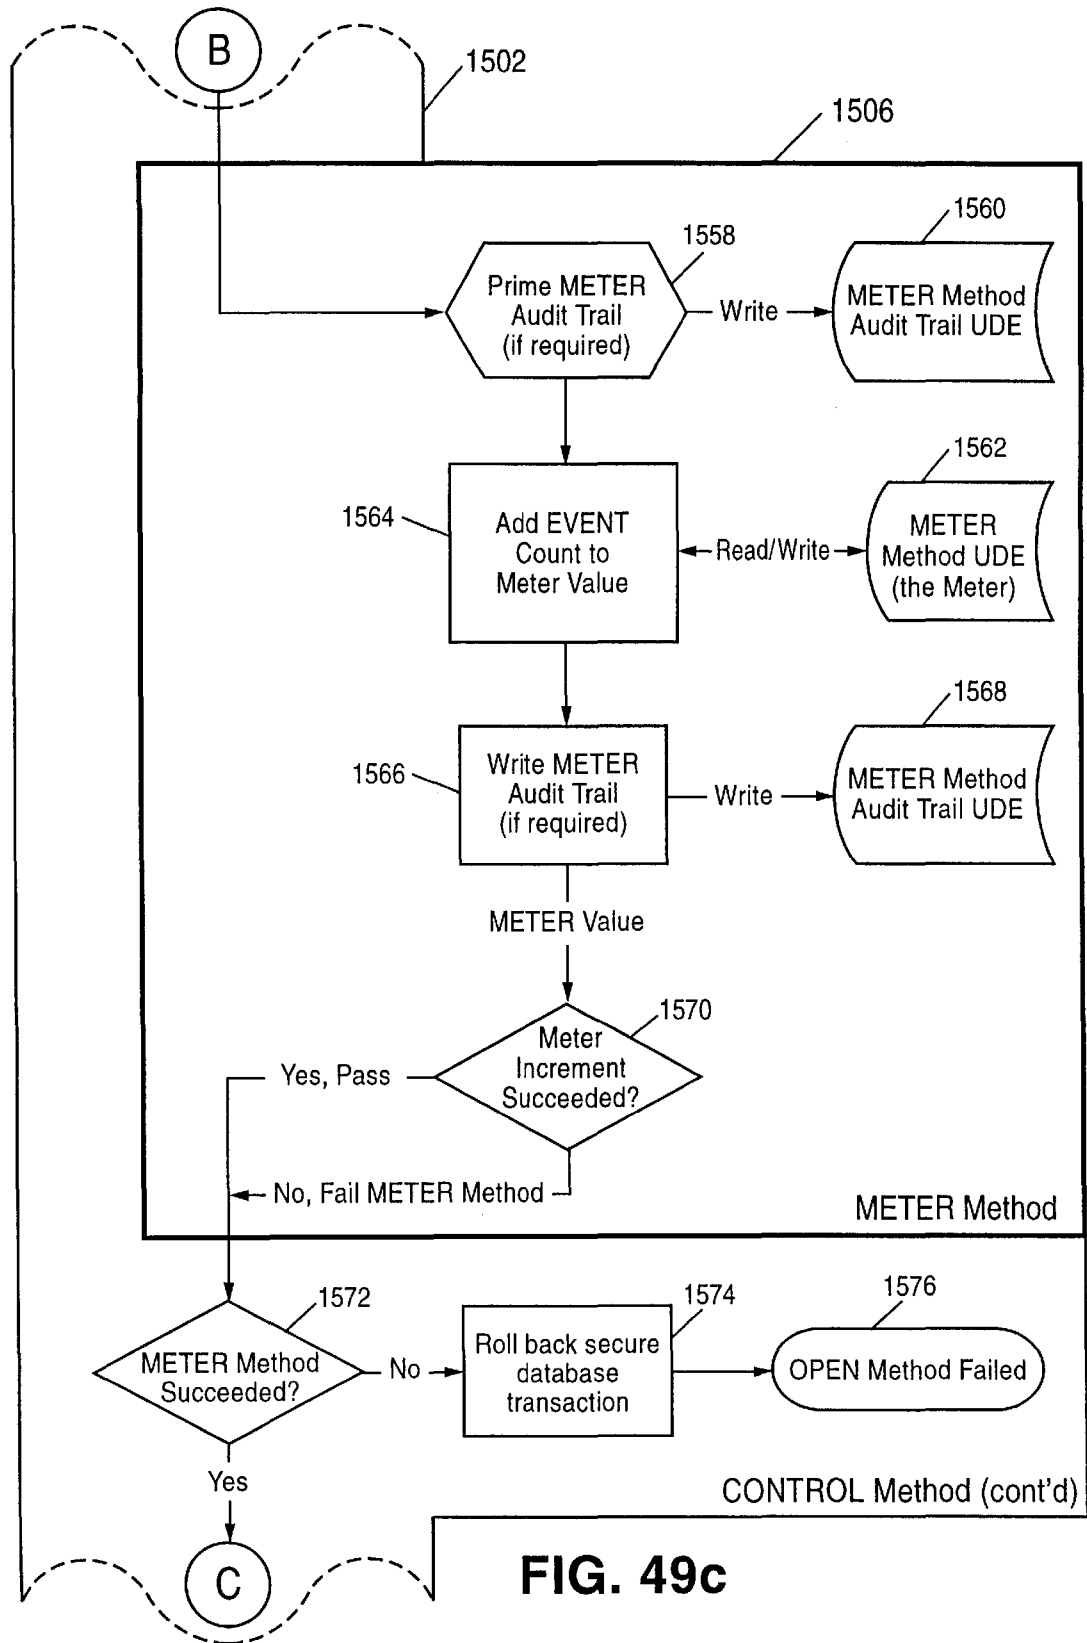 B
1502
1506
1558
1560
Prime METER
Audit Trail
(if required)
Write
METER Method
Audit Trail UDE
1562
1564
Add EVENT
Count to
Meter Value
Read/Write
METER
Method UDE
(the Meter)
1568
1566
Write METER
Audit Trail
(if required)
Write
METER Method
Audit Trail UDE
METER Value
1570
Meter
Increment
Succeeded?
Yes, Pass
No, Fail METER Method
METER Method
1572
METER Method
Succeeded?
No
1574
Roll back secure
database
transaction
1576
OPEN Method Failed
Yes
CONTROL Method (cont'd)
C
FIG. 49c